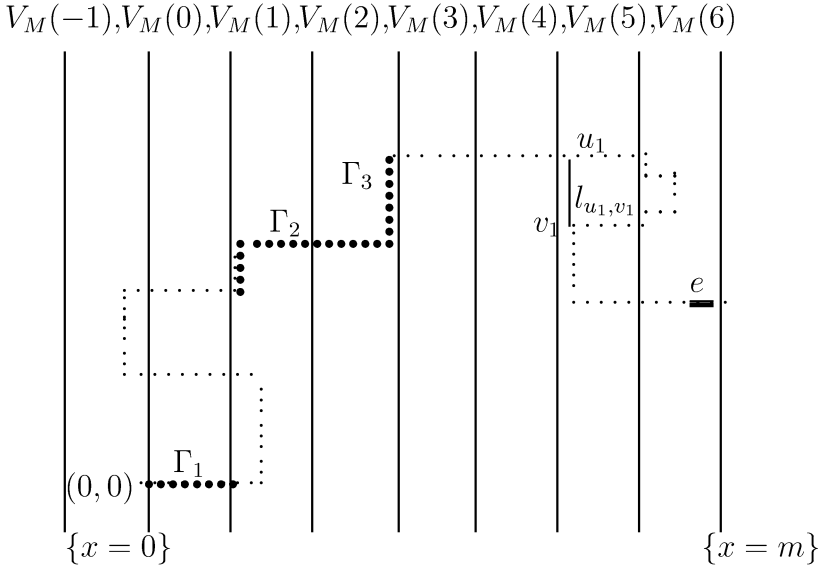 V_M(−1),V_M(0),V_M(1),V_M(2),V_M(3),V_M(4),V_M(5),V_M(6)
u_1
Γ_3
l_{u_1,v_1}
Γ_2
v_1
e
Γ_1
(0, 0)
{x = 0}
{x = m}